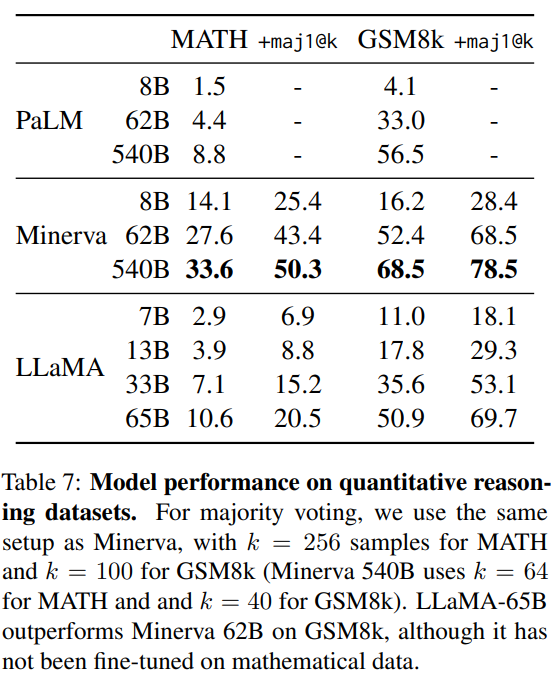 MATH +maj1@k GSM8k +maj1@k
8B 1.5 - 4.1 -
PaLM 62B 4.4 - 33.0 -
540B 8.8 - 56.5 -
8B 14.1 25.4 16.2 28.4
Minerva 62B 27.6 43.4 52.4 68.5
540B 33.6 50.3 68.5 78.5
7B 2.9 6.9 11.0 18.1
13B 3.9 8.8 17.8 29.3
LLaMA
33B 7.1 15.2 35.6 53.1
65B 10.6 20.5 50.9 69.7
Table 7: Model performance on quantitative reason-
ing datasets. For majority voting, we use the same
setup as Minerva, with k = 256 samples for MATH
and k = 100 for GSM8k (Minerva 540B uses k = 64
for MATH and and k = 40 for GSM8k). LLaMA-65B
outperforms Minerva 62B on GSM8k, although it has
not been fine-tuned on mathematical data.